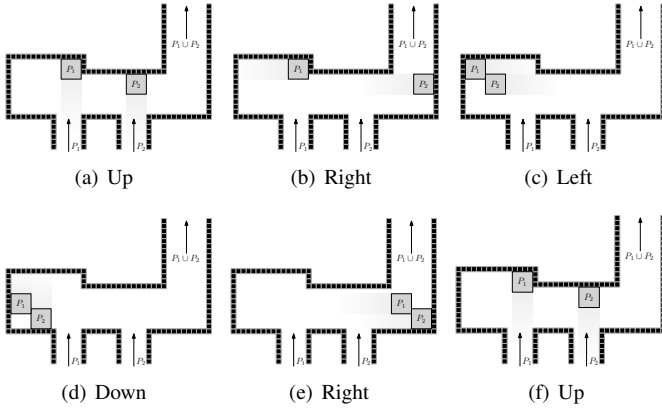 P₁ ∪ P₂
P₁ ∪ P₂
P₁ ∪ P₂
P₁
P₂
P₁
P₂
P₁
P₂
P₁
P₂
P₁
P₂
P₁
P₂
(a) Up
(b) Right
(c) Left
P₁ ∪ P₂
P₁ ∪ P₂
P₁ ∪ P₂
P₁
P₂
P₁
P₂
P₁
P₂
P₁
P₂
P₁
P₂
P₁
P₂
(d) Down
(e) Right
(f) Up